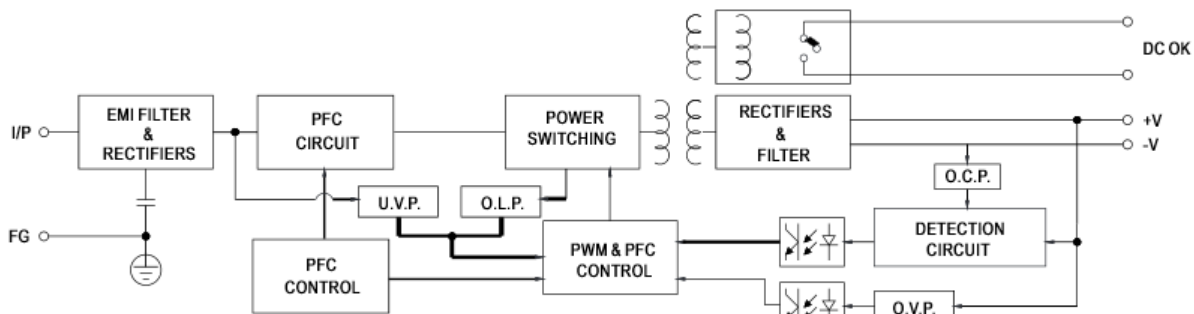 DC OK
I/P
EMI FILTER
&
RECTIFIERS
PFC
CIRCUIT
POWER
SWITCHING
RECTIFIERS
&
FILTER
+V
-V
O.C.P.
U.V.P.
O.L.P.
FG
PFC
CONTROL
PWM & PFC
CONTROL
DETECTION
CIRCUIT
O.V.P.